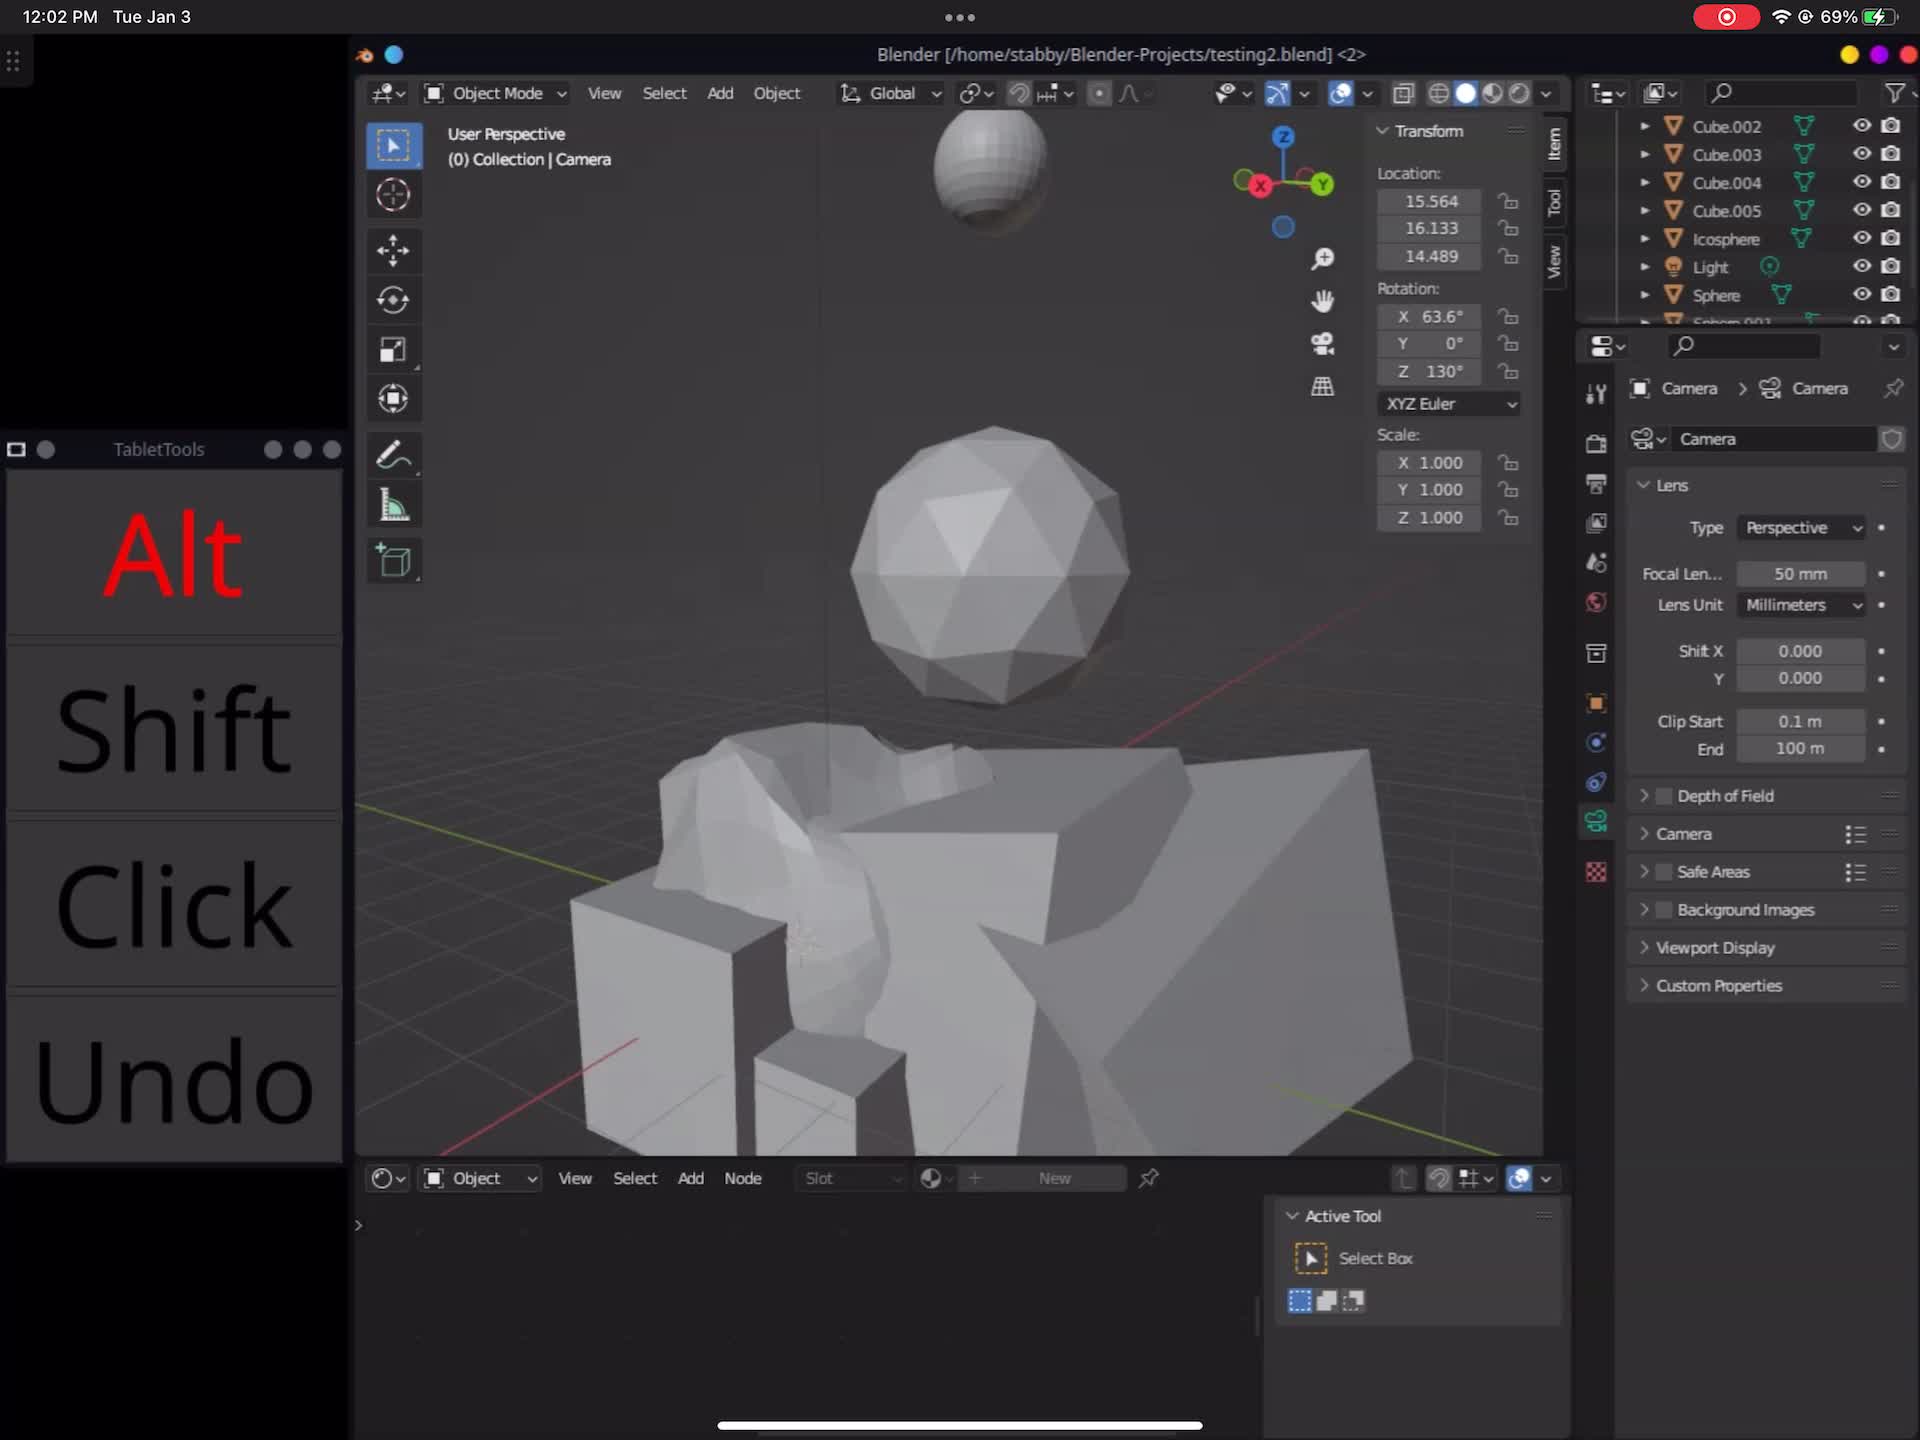 12:02 PM Tue Jan 3
69%
Blender [/home/stabby/Blender-Projects/testing2.blend] <2>
Object Mode View Select Add Object Global
User Perspective
(0) Collection | Camera
Z
X
Y
Transform
Location:
15.564
16.133
14.489
Rotation:
X 63.6°
Y 0°
Z 130°
XYZ Euler
Scale:
X 1.000
Y 1.000
Z 1.000
Item
Tool
View
Cube.002
Cube.003
Cube.004
Cube.005
Icosphere
Light
Sphere
Sphere.001
Camera > Camera
Camera
Lens
Type Perspective
Focal Len... 50 mm
Lens Unit Millimeters
Shift X 0.000
Y 0.000
Clip Start 0.1 m
End 100 m
Depth of Field
Camera
Safe Areas
Background Images
Viewport Display
Custom Properties
TabletTools
Alt
Shift
Click
Undo
Object View Select Add Node Slot New
Active Tool
Select Box